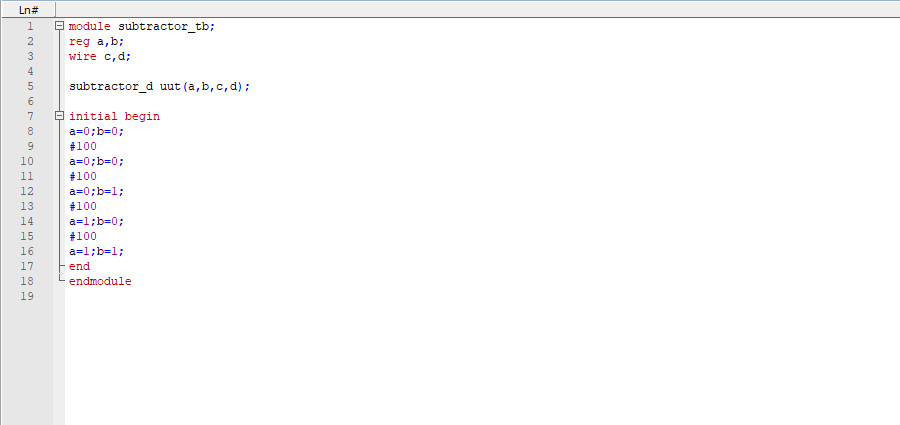 Ln#
1 module subtractor_tb;
2 reg a,b;
3 wire c,d;
4
5 subtractor_d uut(a,b,c,d);
6
7 initial begin
8 a=0;b=0;
9 #100
10 a=0;b=0;
11 #100
12 a=0;b=1;
13 #100
14 a=1;b=0;
15 #100
16 a=1;b=1;
17 end
18 endmodule
19